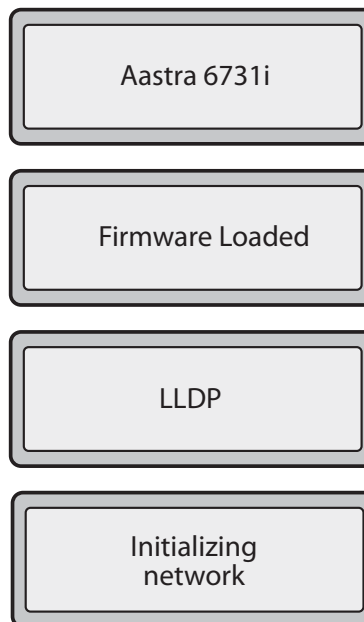 Aastra 6731i
Firmware Loaded
LLDP
Initializing
network